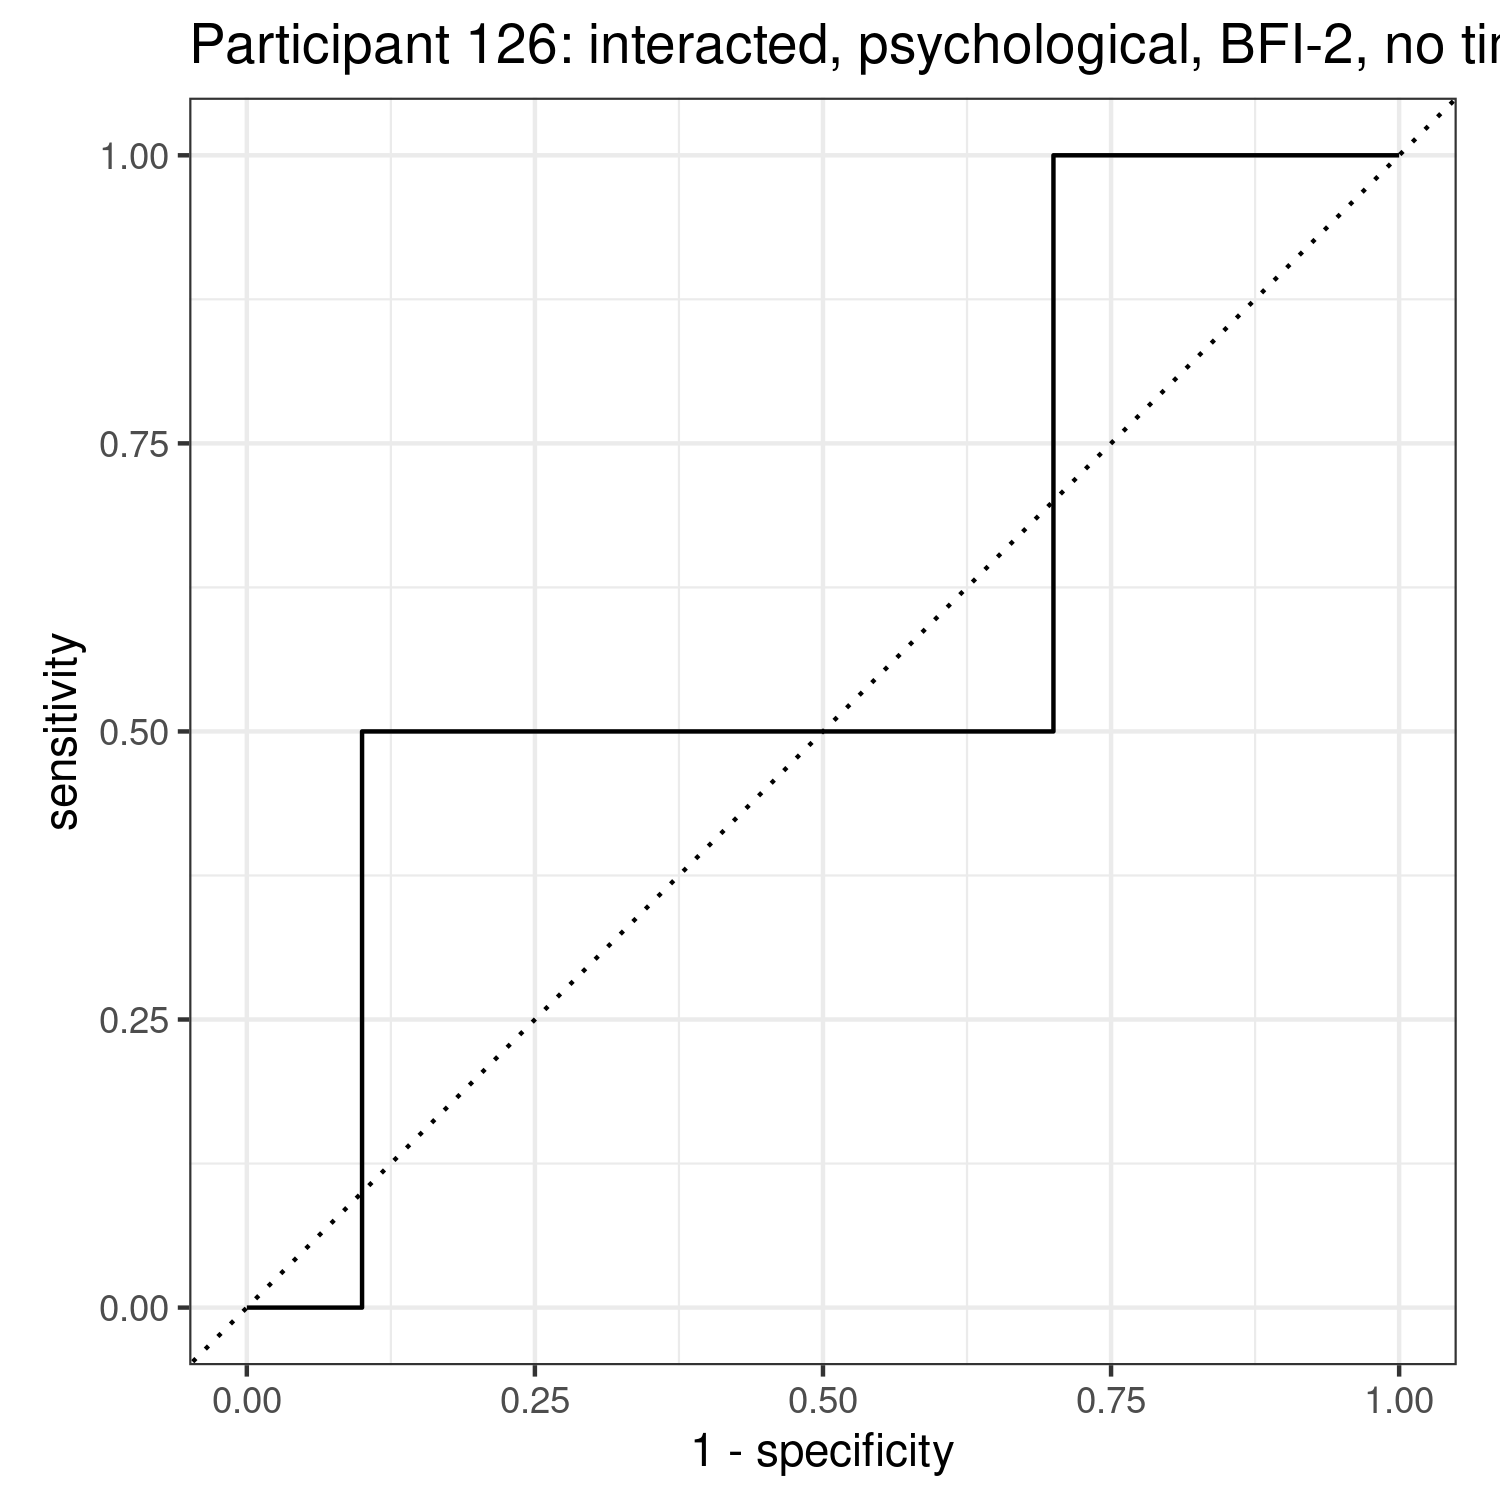 Participant 126: interacted, psychological, BFI-2, no
1.00
0.75
0.50
0.25
0.00
sensitivity
0.00 0.25 0.50 0.75 1.00
1 - specificity